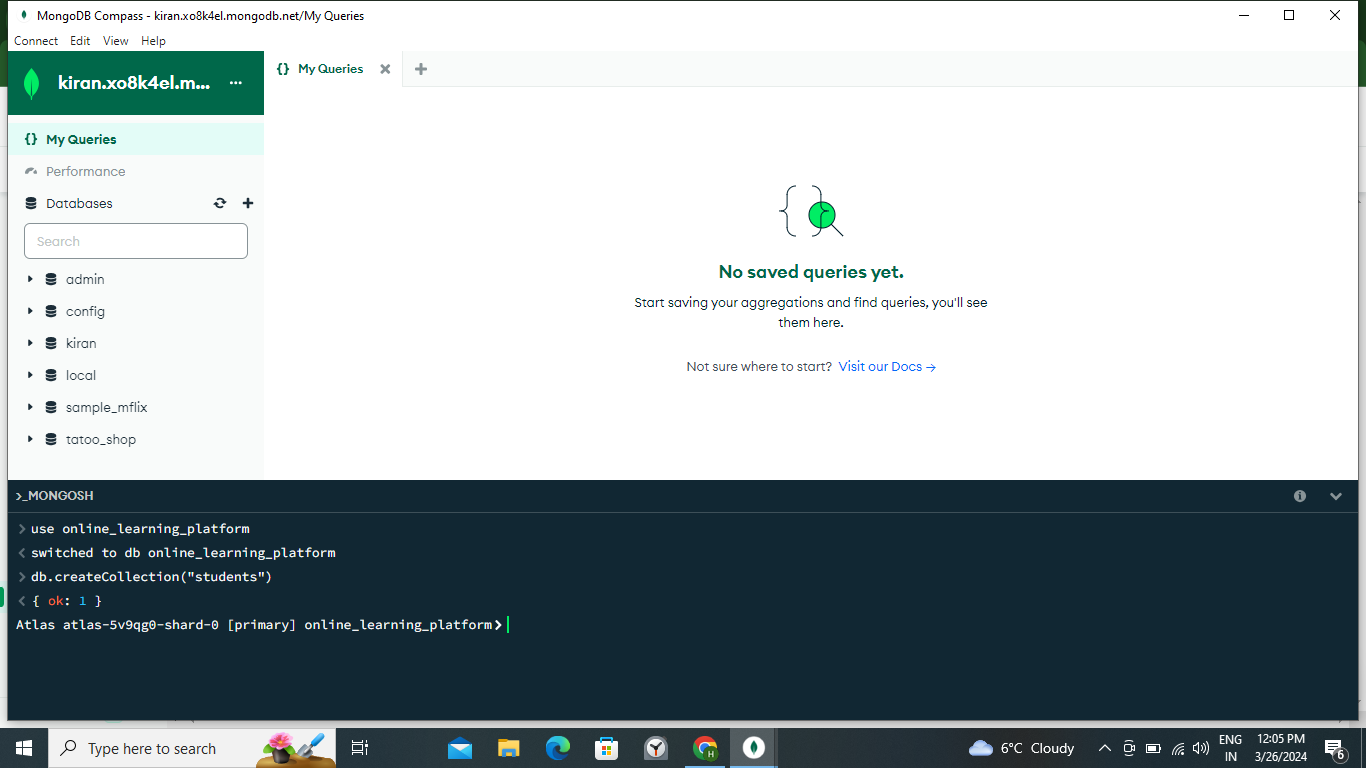 MongoDB Compass - kiran.xo8k4el.mongodb.net/My Queries
Connect Edit View Help
kiran.xo8k4el.m... ...
{} My Queries
{} My Queries
Performance
Databases
Search
admin
config
kiran
local
sample_mflix
tatoo_shop
No saved queries yet.
Start saving your aggregations and find queries, you'll see
them here.
Not sure where to start? Visit our Docs →
>_MONGOSH
> use online_learning_platform
< switched to db online_learning_platform
> db.createCollection("students")
< { ok: 1 }
Atlas atlas-5v9qg0-shard-0 [primary] online_learning_platform>
Type here to search
H
6°C Cloudy
ENG
IN
12:05 PM
3/26/2024
6